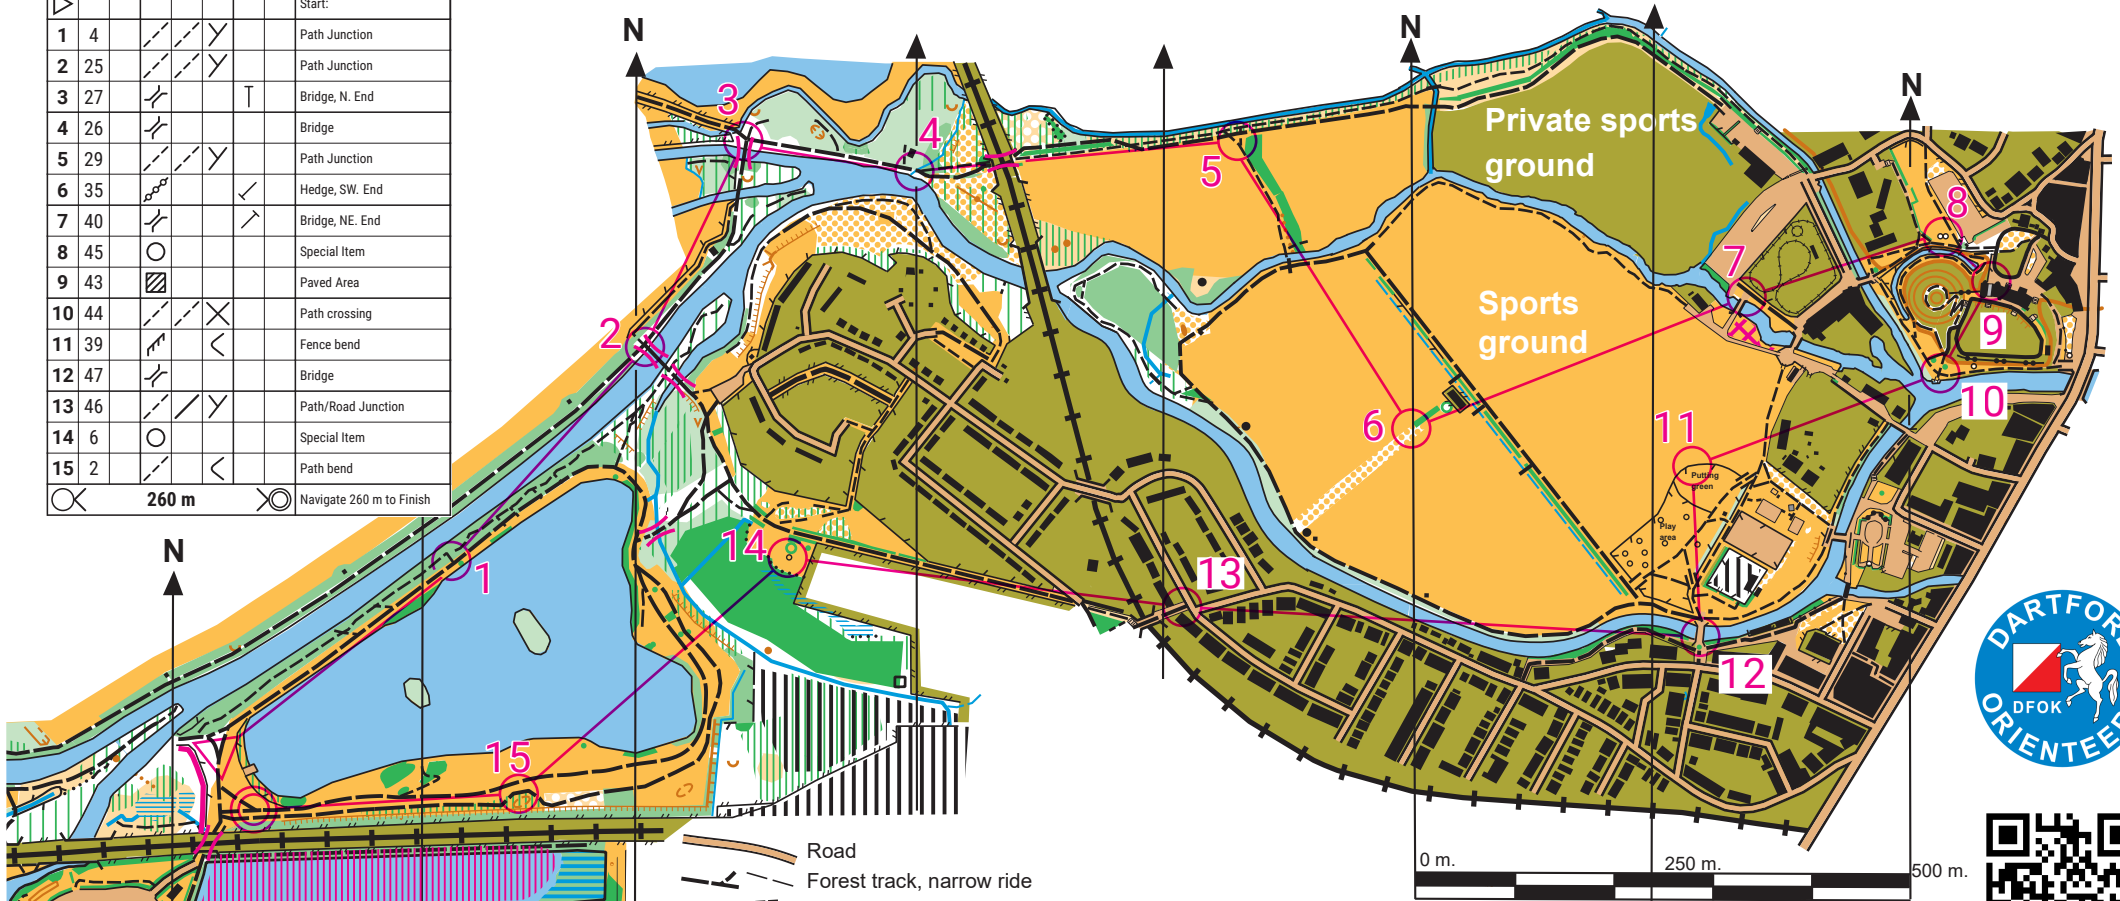 Start:
1 4 Path Junction
2 25 Path Junction
3 27 Bridge, N. End
4 26 Bridge
5 29 Path Junction
6 35 Hedge, SW. End
7 40 Bridge, NE. End
8 45 Special Item
9 43 Paved Area
10 44 Path crossing
11 39 Fence bend
12 47 Bridge
13 46 Path/Road Junction
14 6 Special Item
15 2 Path bend
260 m Navigate 260 m to Finish
N
N
N
N
3
4
5
Private sports
ground
8
7
2
Sports
ground
9
10
6
11
Putting
green
Play
area
14
13
1
12
15
DARTFOR
DFOK
ORIENTEE
Road
Forest track, narrow ride
0 m.
250 m.
500 m.